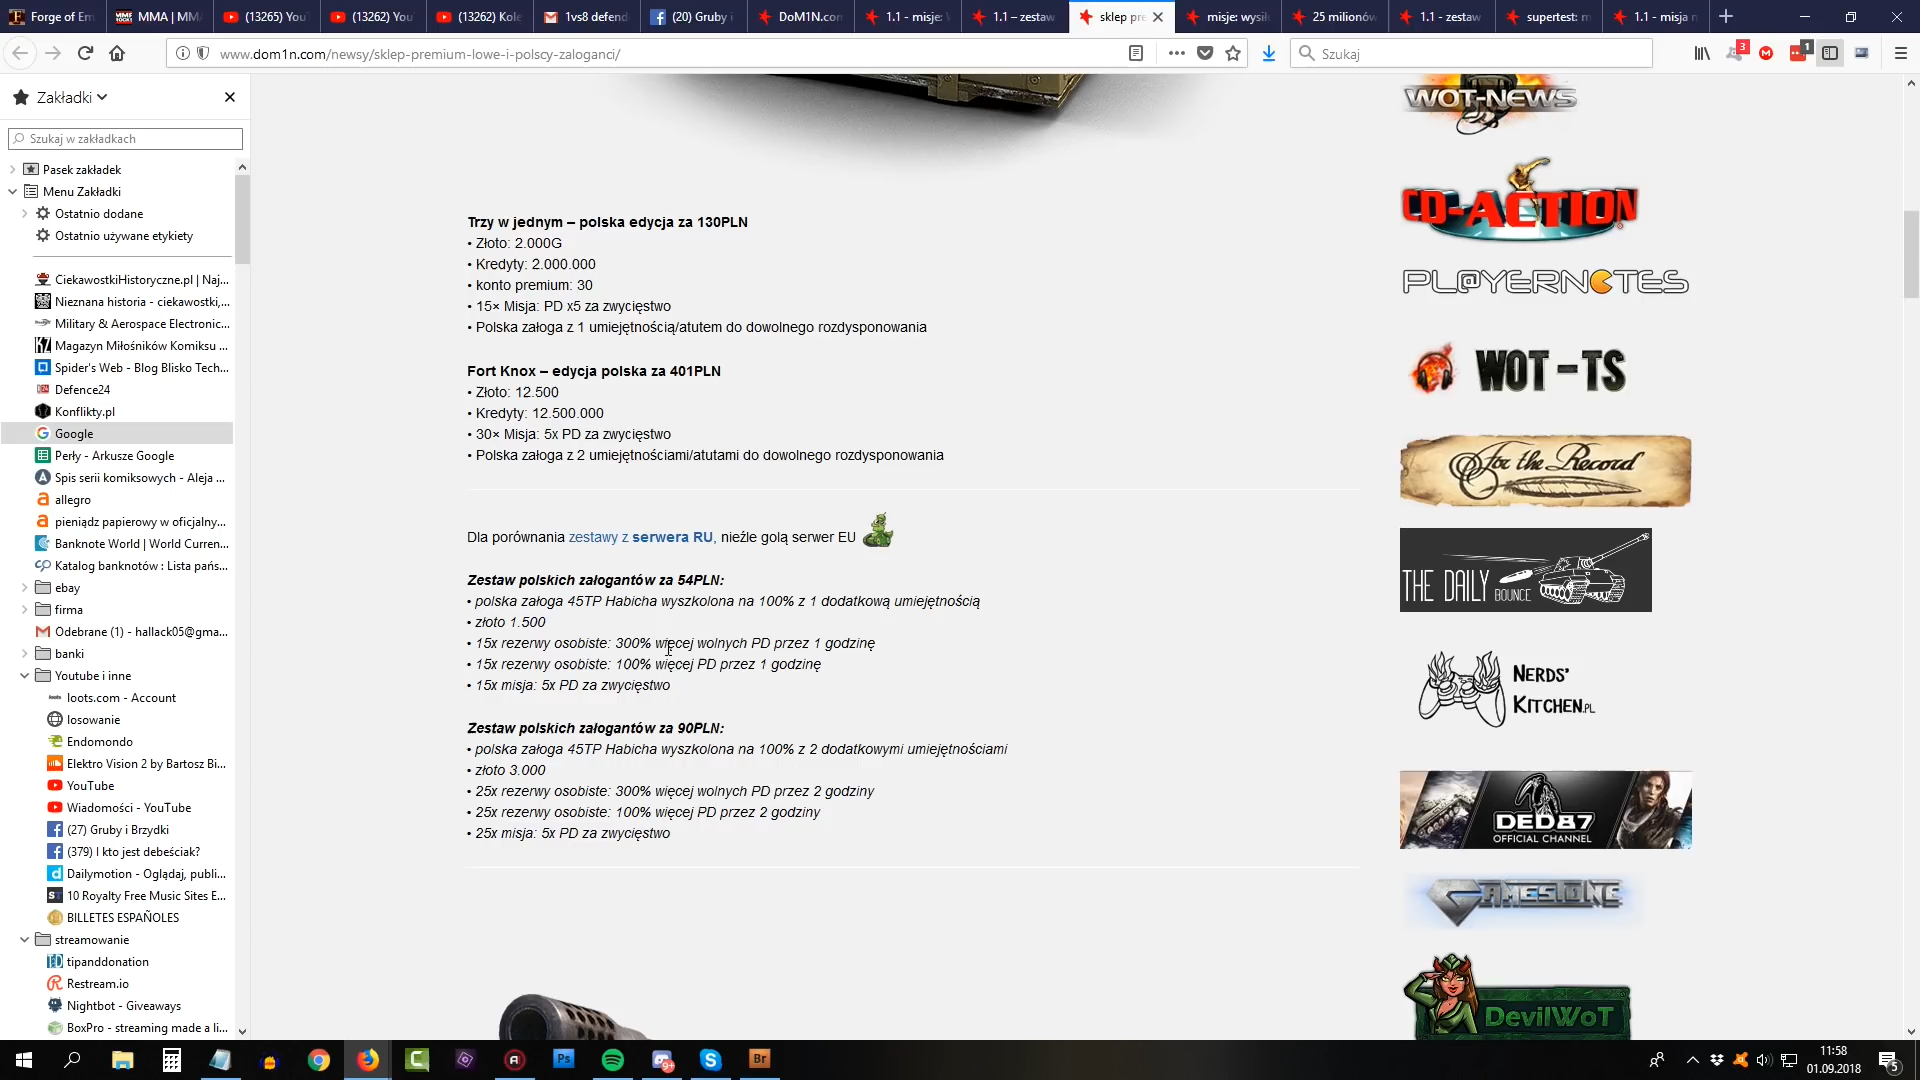 Forge of Em
MMA | MMA
(13265) You
(13262) You
(13262) Kole
1vs8 defend
(20) Gruby i
DoM1N.com
1.1 - misje:
1.1 – zestaw
sklep pre
misje: wysił
25 milionów
1.1 - zestaw
supertest: m
1.1 - misja n
www.dom1n.com/newsy/sklep-premium-lowe-i-polscy-zaloganci/
Szukaj
3
1
Zakładki
Szukaj w zakładkach
Pasek zakładek
Menu Zakładki
Ostatnio dodane
Ostatnio używane etykiety
CiekawostkiHistoryczne.pl | Naj...
Nieznana historia - ciekawostki,...
Military & Aerospace Electronic...
Magazyn Miłośników Komiksu ...
Spider's Web - Blog Blisko Tech...
Defence24
Konflikty.pl
Google
Perły - Arkusze Google
Spis serii komiksowych - Aleja ...
allegro
pieniądz papierowy w oficjalny...
Banknote World | World Curren...
Katalog banknotów : Lista pańs...
ebay
firma
Odebrane (1) - hallack05@gma...
banki
Youtube i inne
loots.com - Account
losowanie
Endomondo
Elektro Vision 2 by Bartosz Bi...
YouTube
Wiadomości - YouTube
(27) Gruby i Brzydki
(379) I kto jest debeściak?
Dailymotion - Oglądaj, publi...
10 Royalty Free Music Sites E...
BILLETES ESPAÑOLES
streamowanie
tipanddonation
Restream.io
Nightbot - Giveaways
BoxPro - streaming made a li...
Trzy w jednym – polska edycja za 130PLN
• Złoto: 2.000G
• Kredyty: 2.000.000
• konto premium: 30
• 15× Misja: PD x5 za zwycięstwo
• Polska załoga z 1 umiejętnością/atutem do dowolnego rozdysponowania
Fort Knox – edycja polska za 401PLN
• Złoto: 12.500
• Kredyty: 12.500.000
• 30× Misja: 5x PD za zwycięstwo
• Polska załoga z 2 umiejętnościami/atutami do dowolnego rozdysponowania
Dla porównania zestawy z serwera RU, nieźle golą serwer EU
Zestaw polskich załogantów za 54PLN:
• polska załoga 45TP Habicha wyszkolona na 100% z 1 dodatkową umiejętnością
• złoto 1.500
• 15x rezerwy osobiste: 300% więcej wolnych PD przez 1 godzinę
• 15x rezerwy osobiste: 100% więcej PD przez 1 godzinę
• 15x misja: 5x PD za zwycięstwo
Zestaw polskich załogantów za 90PLN:
• polska załoga 45TP Habicha wyszkolona na 100% z 2 dodatkowymi umiejętnościami
• złoto 3.000
• 25x rezerwy osobiste: 300% więcej wolnych PD przez 2 godziny
• 25x rezerwy osobiste: 100% więcej PD przez 2 godziny
• 25x misja: 5x PD za zwycięstwo
WOT-NEWS
CD-ACTION
PL@YERNOTES
WOT-TS
For the Record
THE DAILY BOUNCE
NERDS'
KITCHEN.PL
DED87
OFFICIAL CHANNEL
GAMESTONE
DevilWoT
Ps
Br
9+
11:58
01.09.2018
5